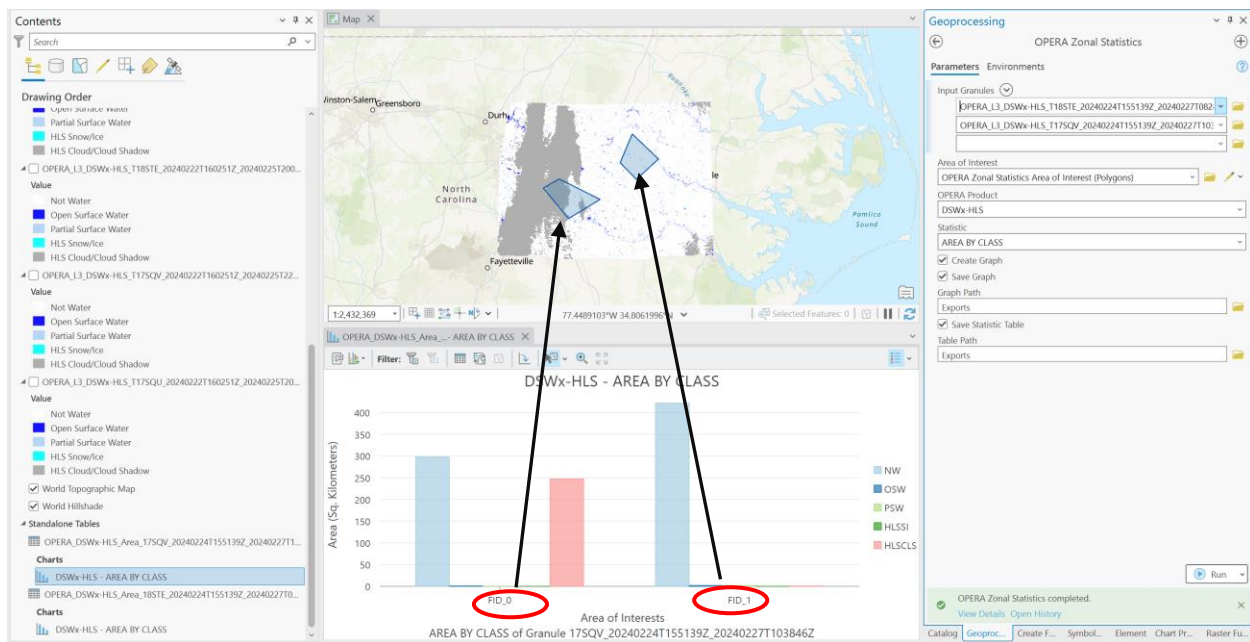 Contents
Search
Drawing Order
Open Surface Water
Partial Surface Water
HLS Snow/Ice
HLS Cloud/Cloud Shadow
OPERA_L3_DSWx-HLS_T18STE_20240222T160251Z_20240225T200...
Value
Not Water
Open Surface Water
Partial Surface Water
HLS Snow/Ice
HLS Cloud/Cloud Shadow
OPERA_L3_DSWx-HLS_T17SQV_20240222T160251Z_20240225T22...
Value
Not Water
Open Surface Water
Partial Surface Water
HLS Snow/Ice
HLS Cloud/Cloud Shadow
OPERA_L3_DSWx-HLS_T17SQU_20240222T160251Z_20240225T20...
Value
Not Water
Open Surface Water
Partial Surface Water
HLS Snow/Ice
HLS Cloud/Cloud Shadow
World Topographic Map
World Hillshade
Standalone Tables
OPERA_DSWx-HLS_Area_17SQV_20240224T155139Z_20240227T1...
Charts
DSWx-HLS - AREA BY CLASS
OPERA_DSWx-HLS_Area_18STE_20240224T155139Z_20240227T0...
Charts
DSWx-HLS - AREA BY CLASS
Map
Roanoke
Winston-Salem
Greensboro
Durh
le
North
Carolina
Pamlico
Sound
Fayetteville
1:2,432,369
77.4489103°W 34.8061996°N
Selected Features: 0
OPERA_DSWx-HLS_Area_...- AREA BY CLASS
Filter:
DSWx-HLS - AREA BY CLASS
Area (Sq. Kilometers)
400
350
300
250
200
150
100
50
0
NW
OSW
PSW
HLSSI
HLSCLS
FID_0
FID_1
Area of Interests
AREA BY CLASS of Granule 17SQV_20240224T155139Z_20240227T103846Z
Geoprocessing
OPERA Zonal Statistics
Parameters Environments
Input Granules
OPERA_L3_DSWx-HLS_T18STE_20240224T155139Z_20240227T082
OPERA_L3_DSWx-HLS_T17SQV_20240224T155139Z_20240227T103
Area of Interest
OPERA Zonal Statistics Area of Interest (Polygons)
OPERA Product
DSWx-HLS
Statistic
AREA BY CLASS
Create Graph
Save Graph
Graph Path
Exports
Save Statistic Table
Table Path
Exports
Run
OPERA Zonal Statistics completed.
View Details Open History
Catalog Geoproc... Create F... Symbol... Element Chart Pr... Raster Fu...